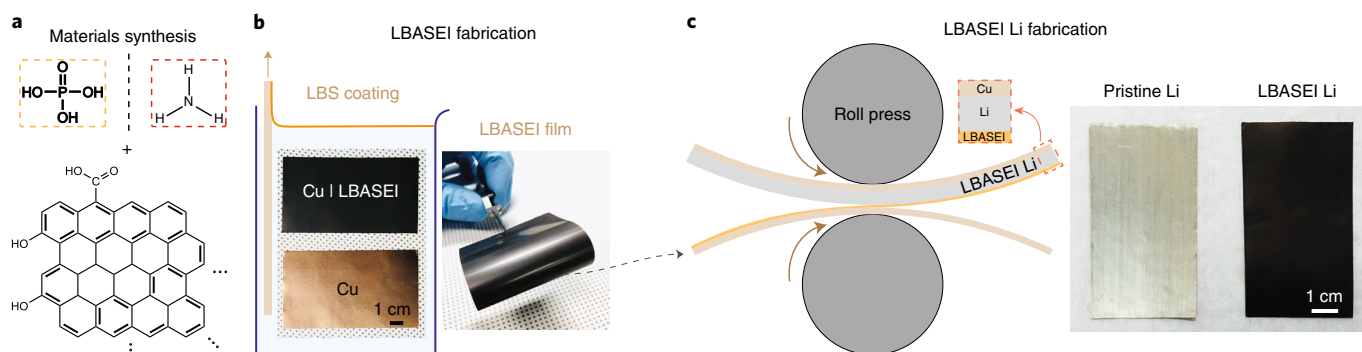 a
Materials synthesis
O
HO
P
OH
OH
H
N
H
H
+
HO
C
O
HO
HO
...
...
...
b
LBASEI fabrication
LBS coating
LBASEI film
Cu | LBASEI
Cu
1 cm
c
LBASEI Li fabrication
Roll press
Cu
Li
LBASEI
LBASEI Li
Pristine Li
LBASEI Li
1 cm